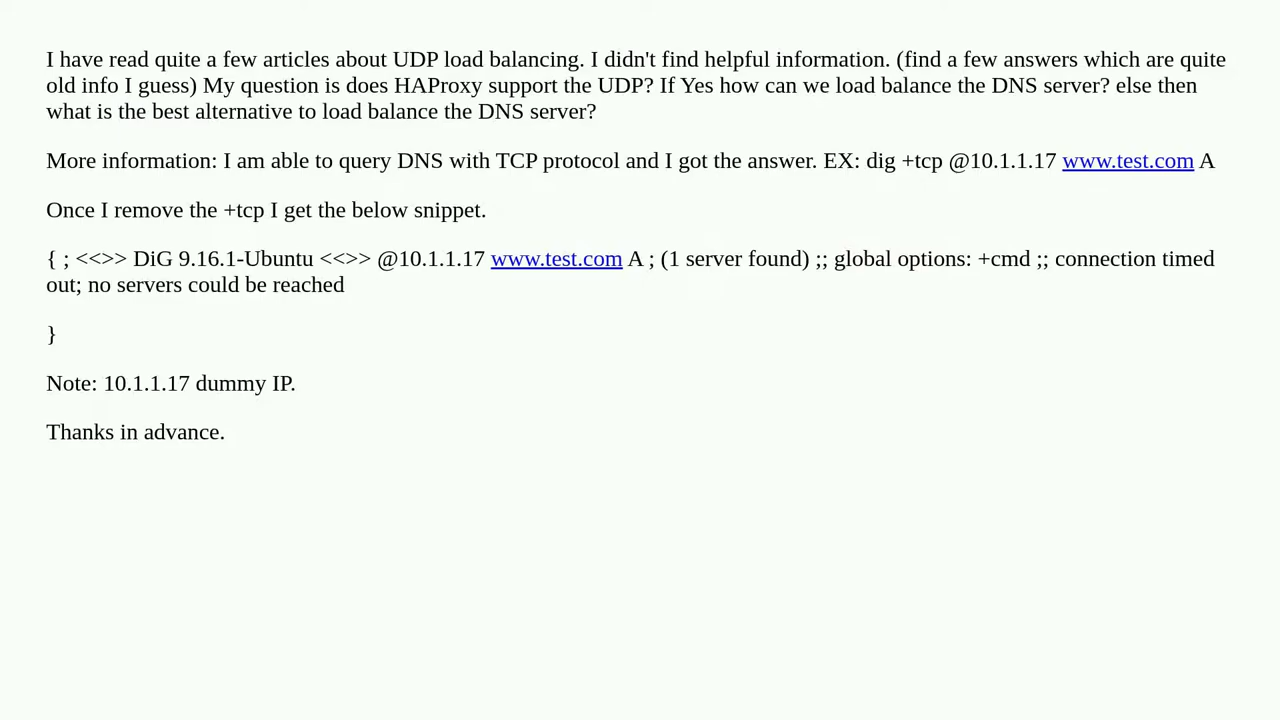 I have read quite a few articles about UDP load balancing. I didn't find helpful information. (find a few answers which are quite
old info I guess) My question is does HAProxy support the UDP? If Yes how can we load balance the DNS server? else then
what is the best alternative to load balance the DNS server?
More information: I am able to query DNS with TCP protocol and I got the answer. EX: dig +tcp @10.1.1.17 www.test.com A
Once I remove the +tcp I get the below snippet.
{ ; <<>> DiG 9.16.1-Ubuntu <<>> @10.1.1.17 www.test.com A ; (1 server found) ;; global options: +cmd ;; connection timed
out; no servers could be reached
}
Note: 10.1.1.17 dummy IP.
Thanks in advance.